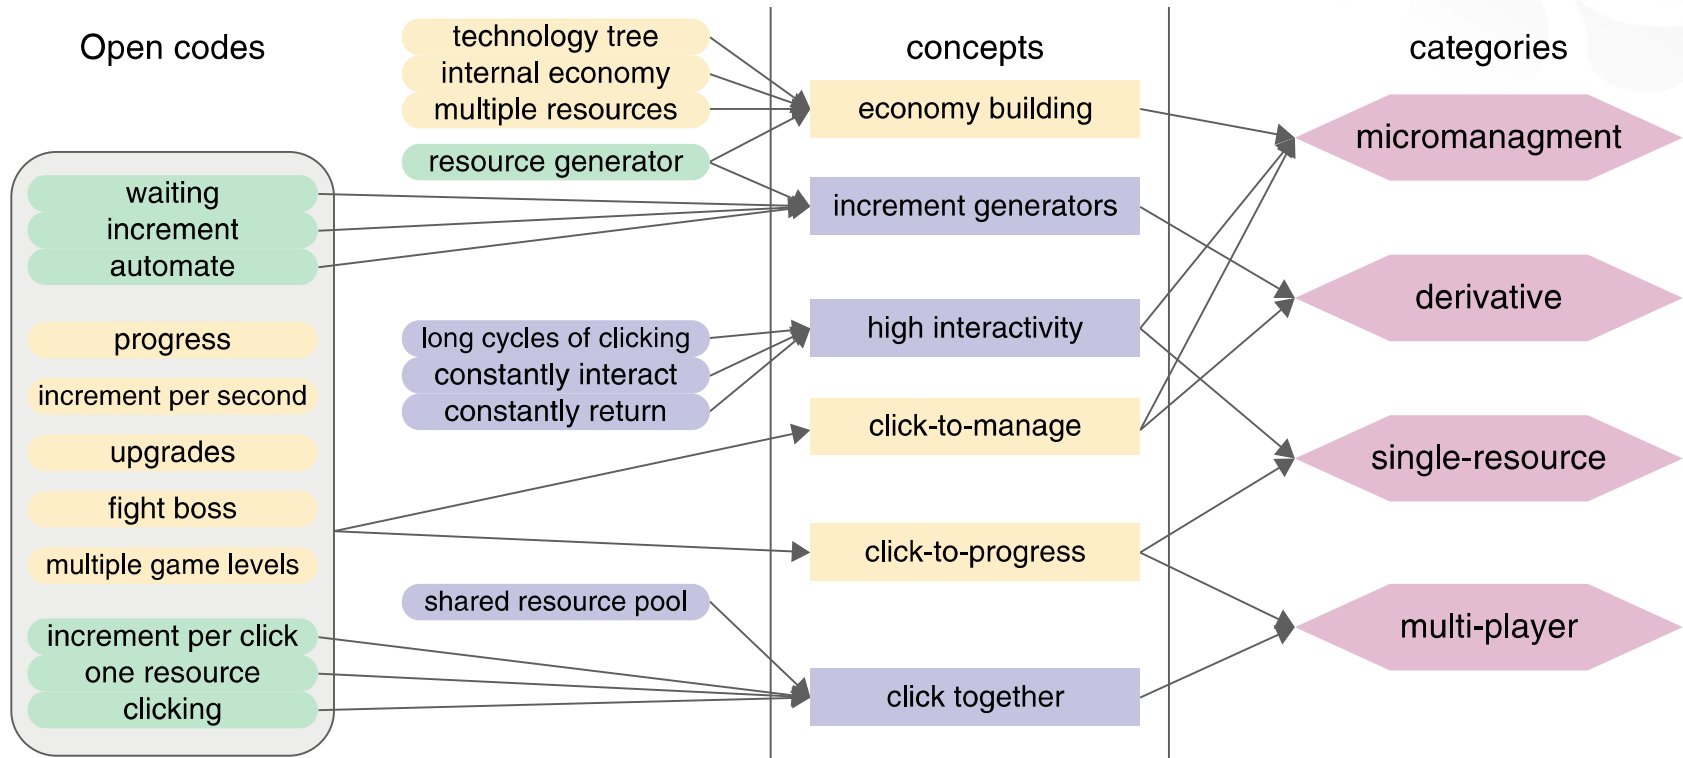 Open codes
technology tree
internal economy
multiple resources
resource generator
waiting
increment
automate
progress
increment per second
upgrades
fight boss
multiple game levels
increment per click
one resource
clicking
long cycles of clicking
constantly interact
constantly return
shared resource pool
concepts
economy building
increment generators
high interactivity
click-to-manage
click-to-progress
click together
categories
micromanagment
derivative
single-resource
multi-player